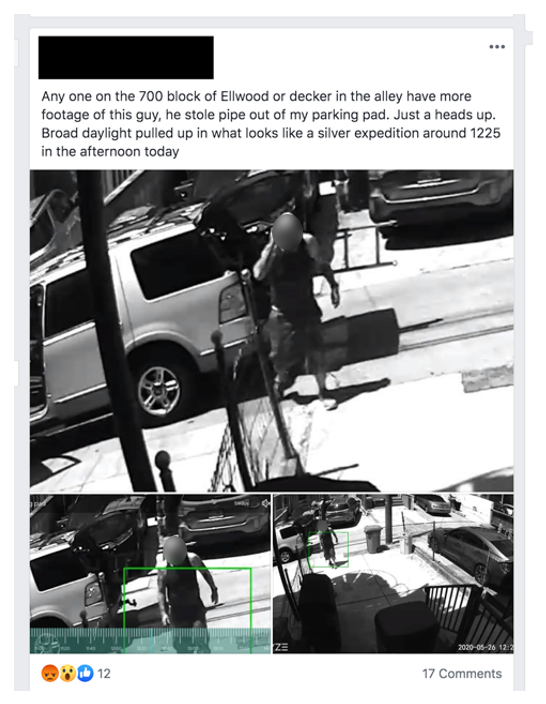 Any one on the 700 block of Ellwood or decker in the alley have more
footage of this guy, he stole pipe out of my parking pad. Just a heads up.
Broad daylight pulled up in what looks like a silver expedition around 1225
in the afternoon today
YZE
2020-05-26 12:2
12
17 Comments